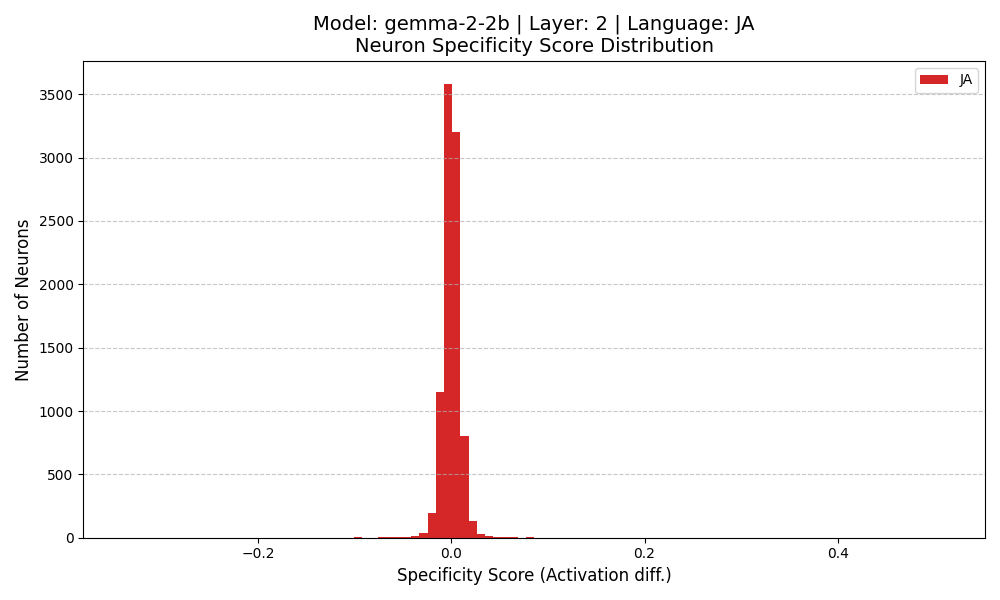 Model: gemma-2-2b | Layer: 2 | Language: JA
Neuron Specificity Score Distribution
JA
3500
3000
2500
2000
1500
1000
500
0
Number of Neurons
−0.2
0.0
0.2
0.4
Specificity Score (Activation diff.)